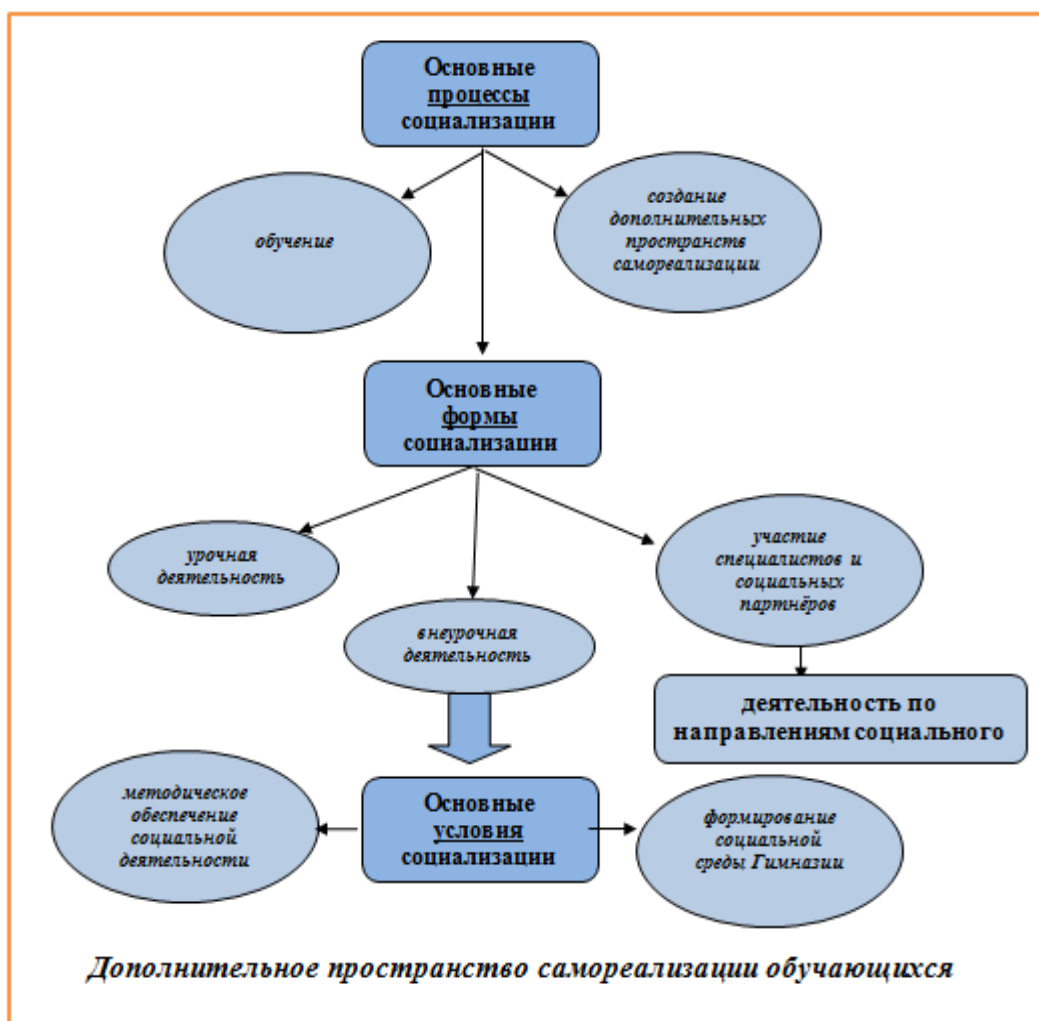 Основные
процессы
социализации
обучение
создание
дополнительных
пространств
самореализации
Основные
формы
социализации
урочная
деятельность
внеурочная
деятельность
участие
специалистов и
социальных
партнёров
деятельность по
направлениям социального
методическое
обеспечение
социальной
деятельности
Основные
условия
социализации
формирование
социальной
среды Гимназии
Дополнительное пространство самореализации обучающихся